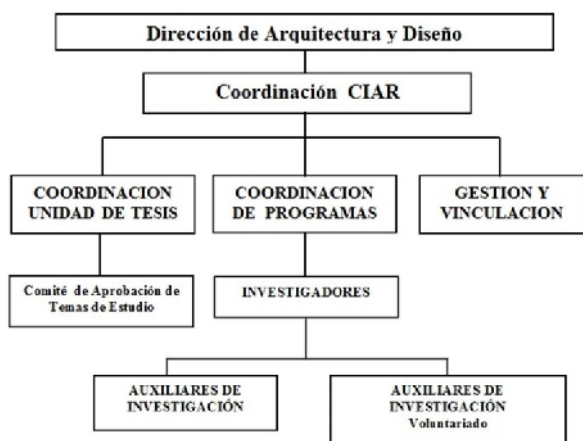 Dirección de Arquitectura y Diseño
Coordinación CIAR
COORDINACION
UNIDAD DE TESIS
COORDINACION
DE PROGRAMAS
GESTION Y
VINCULACION
Comité de Aprobación de
Temas de Estudio
INVESTIGADORES
AUXILIARES DE
INVESTIGACIÓN
AUXILIARES DE
INVESTIGACIÓN
Voluntariado